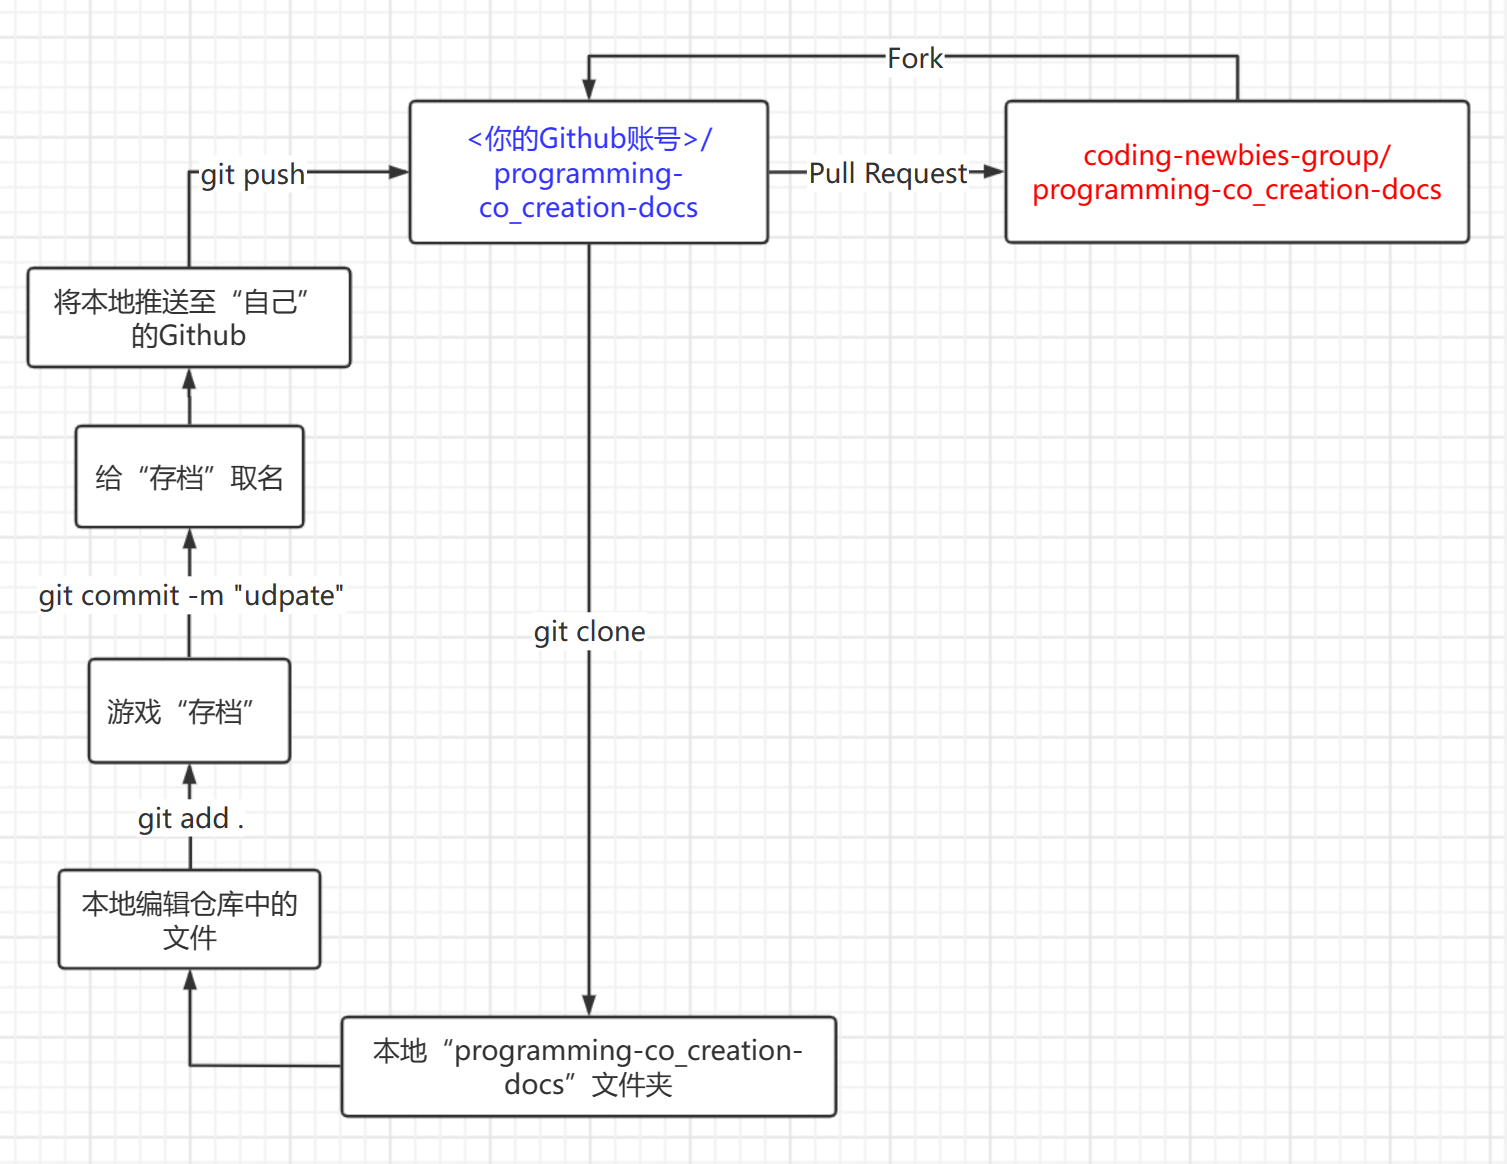 Fork
<你的Github账号>/
programming-
co_creation-docs
Pull Request
coding-newbies-group/
programming-co_creation-docs
git push
将本地推送至“自己”
的Github
给“存档”取名
git commit -m "udpate"
git clone
游戏“存档”
git add .
本地编辑仓库中的
文件
本地“programming-co_creation-
docs”文件夹